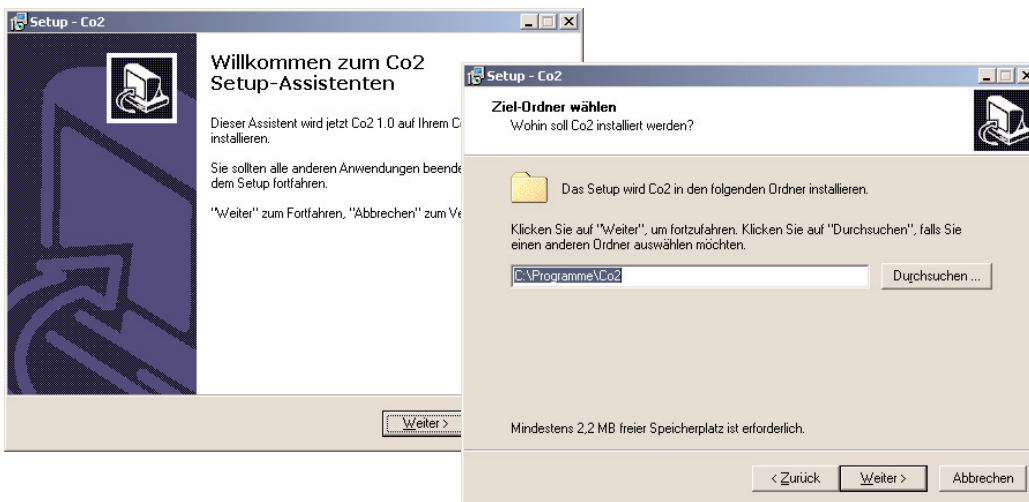 Setup - Co2
Willkommen zum Co2
Setup-Assistenten
Dieser Assistent wird jetzt Co2 1.0 auf Ihrem
installieren.
Sie sollten alle anderen Anwendungen
dem Setup fortfahren.
"Weiter" zum Fortfahren, "Abbrechen" zum
Weiter >
Setup - Co2
Ziel-Ordner wählen
Wohin soll Co2 installiert werden?
Das Setup wird Co2 in den folgenden Ordner installieren.
Klicken Sie auf "Weiter", um fortzufahren. Klicken Sie auf "Durchsuchen", falls Sie
einen anderen Ordner auswählen möchten.
C:\Programme\Co2
Durchsuchen ...
Mindestens 2,2 MB freier Speicherplatz ist erforderlich.
< Zurück
Weiter >
Abbrechen